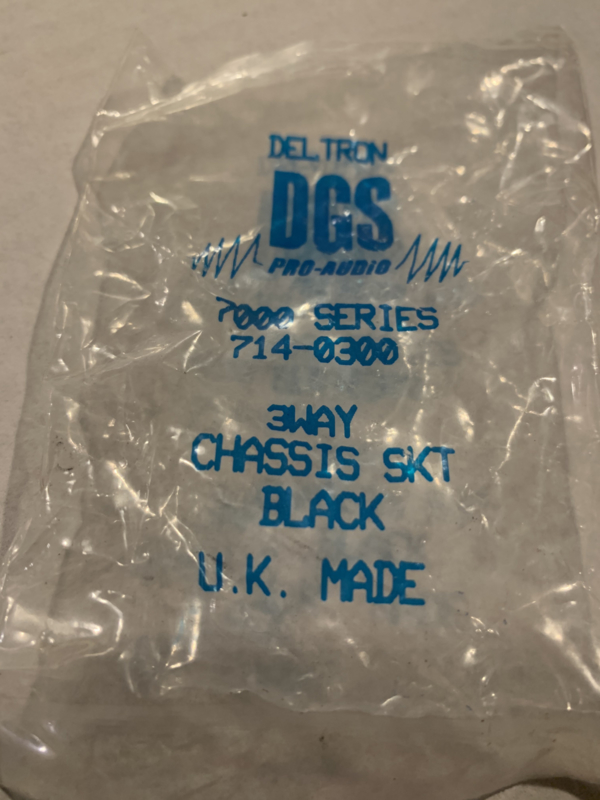 DELTRON
DGS
PRO-AUDIO
7000 SERIES
714-0300
3WAY
CHASSIS SKT
BLACK
U.K. MADE